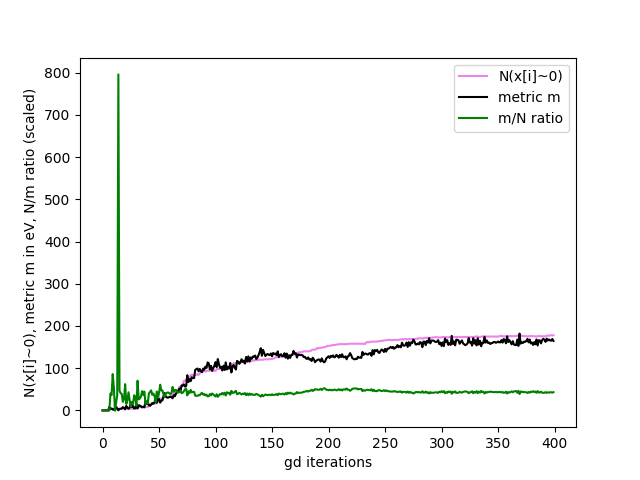 N(x[i]~0), metric m in eV, N/m ratio (scaled)
800
700
600
500
400
300
200
100
0
N(x[i]~0)
metric m
m/N ratio
0 50 100 150 200 250 300 350 400
gd iterations